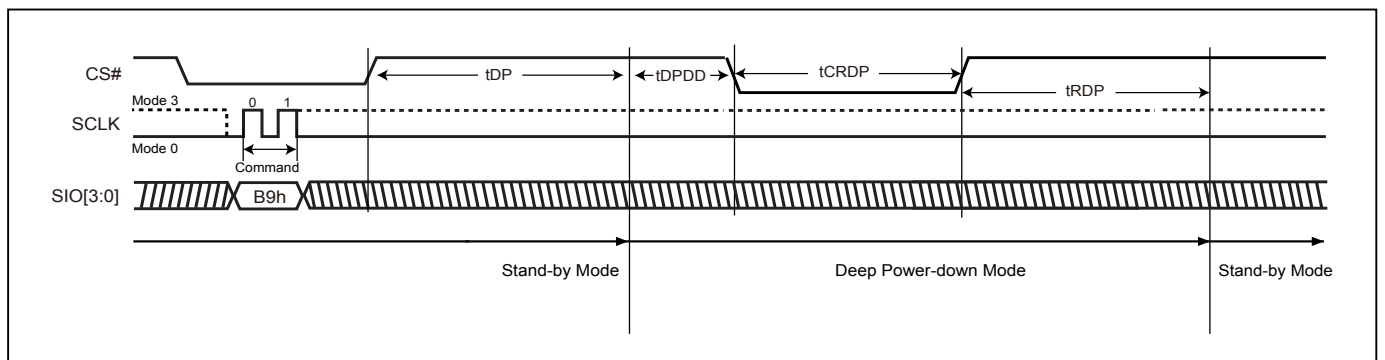 CS#
tDP
tDPDD
tCRDP
tRDP
Mode 3
0 1
SCLK
Mode 0
Command
SIO[3:0]
B9h
Stand-by Mode
Deep Power-down Mode
Stand-by Mode